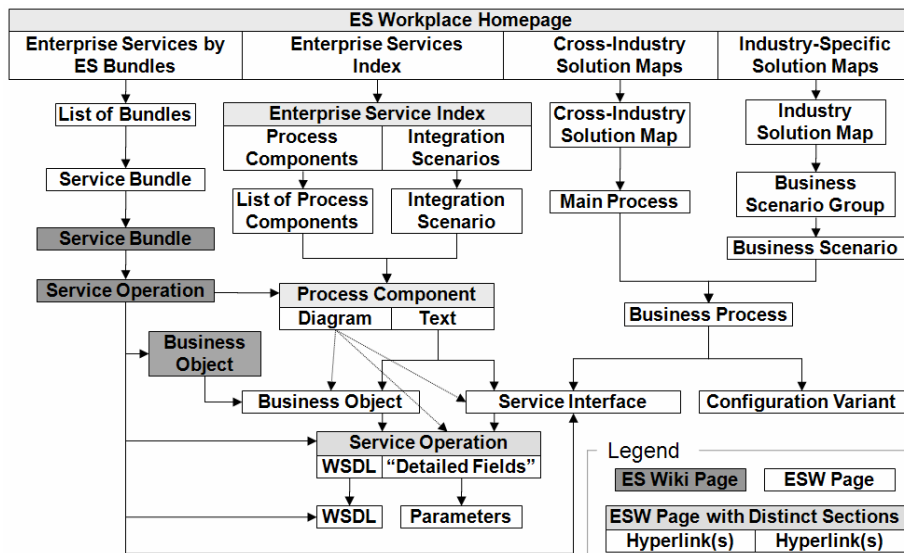 ES Workplace Homepage
Enterprise Services by
ES Bundles
Enterprise Services
Index
Cross-Industry
Solution Maps
Industry-Specific
Solution Maps
List of Bundles
Service Bundle
Service Bundle
Service Operation
Business
Object
Enterprise Service Index
Process
Components
Integration
Scenarios
List of Process
Components
Integration
Scenario
Process Component
Diagram
Text
Business Object
Service Interface
Service Operation
WSDL
“Detailed Fields”
WSDL
Parameters
Cross-Industry
Solution Map
Main Process
Industry
Solution Map
Business
Scenario Group
Business Scenario
Business Process
Configuration Variant
Legend
ES Wiki Page
ESW Page
ESW Page with Distinct Sections
Hyperlink(s)
Hyperlink(s)